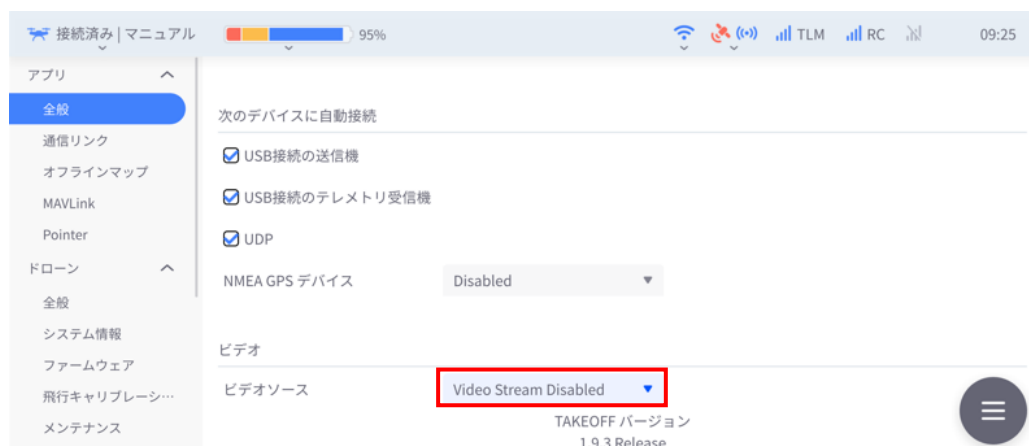 接続済み | マニュアル 95% TLM RC 09:25
アプリ
全般
通信リンク
オフラインマップ
MAVLink
Pointer
ドローン
全般
システム情報
ファームウェア
飛行キャリブレーシ…
メンテナンス
次のデバイスに自動接続
USB接続の送信機
USB接続のテレメトリ受信機
UDP
NMEA GPS デバイス Disabled
ビデオ
ビデオソース Video Stream Disabled
TAKEOFF バージョン
1.9.3 Release